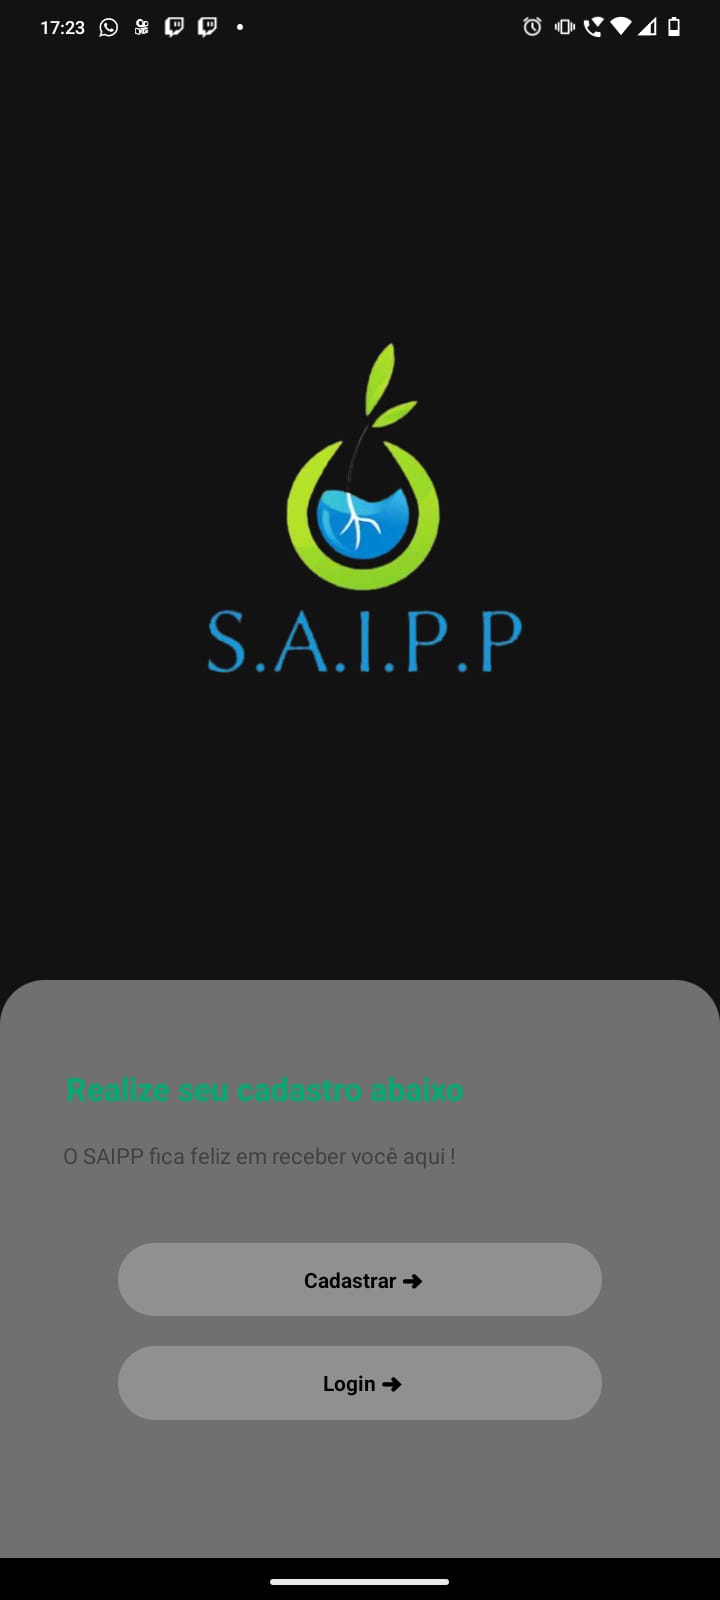 17:23
S.A.I.P.P
Realize seu cadastro abaixo
O SAIPP fica feliz em receber você aqui !
Cadastrar ➔
Login ➔